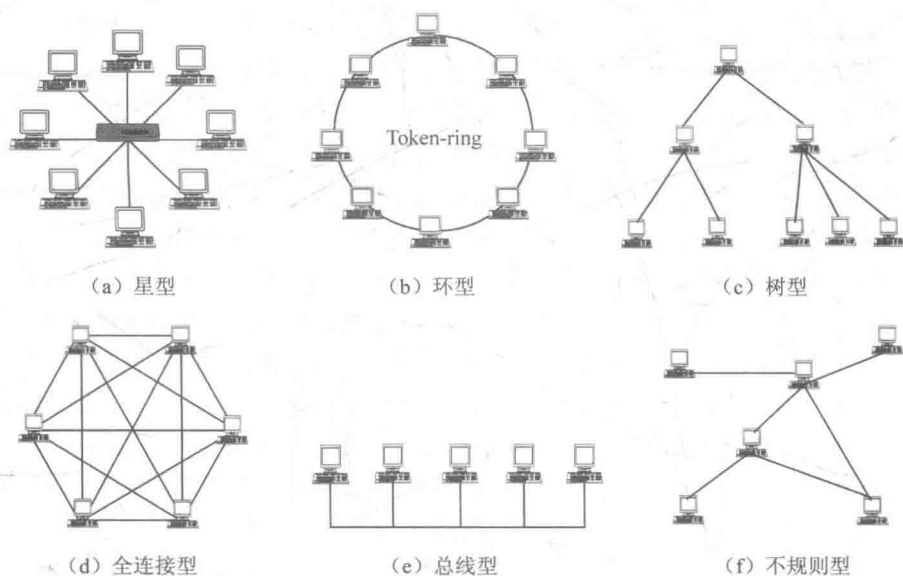 Token-ring
(a) 星型
(b) 环型
(c) 树型
(d) 全连接型
(e) 总线型
(f) 不规则型